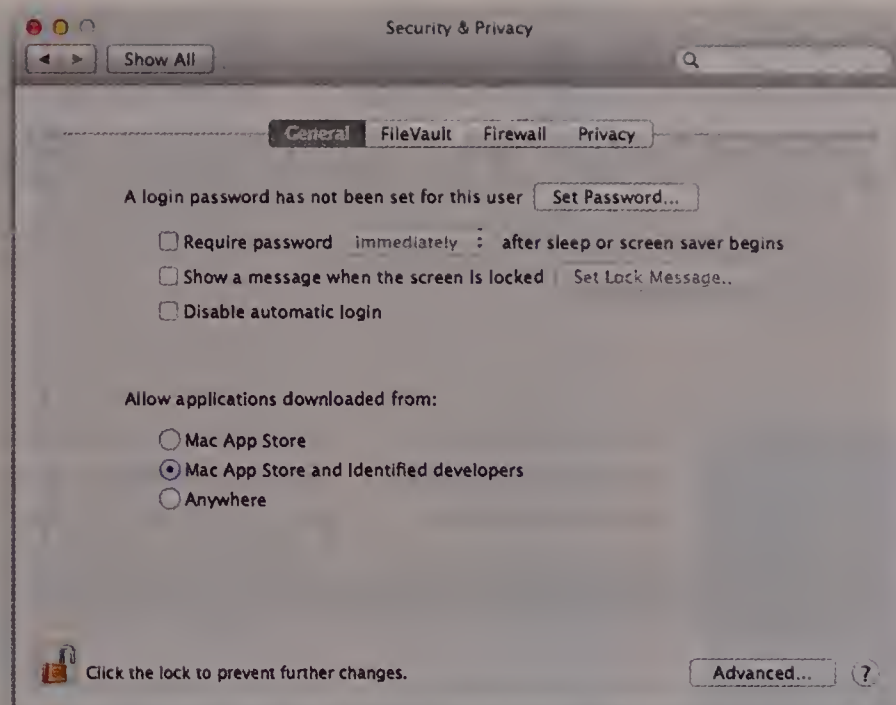 Security & Privacy
Show All
General FileVault Firewall Privacy
A login password has not been set for this user Set Password...
Require password immediately after sleep or screen saver begins
Show a message when the screen is locked Set Lock Message..
Disable automatic login
Allow applications downloaded from:
Mac App Store
Mac App Store and identified developers
Anywhere
Click the lock to prevent further changes.
Advanced... ?